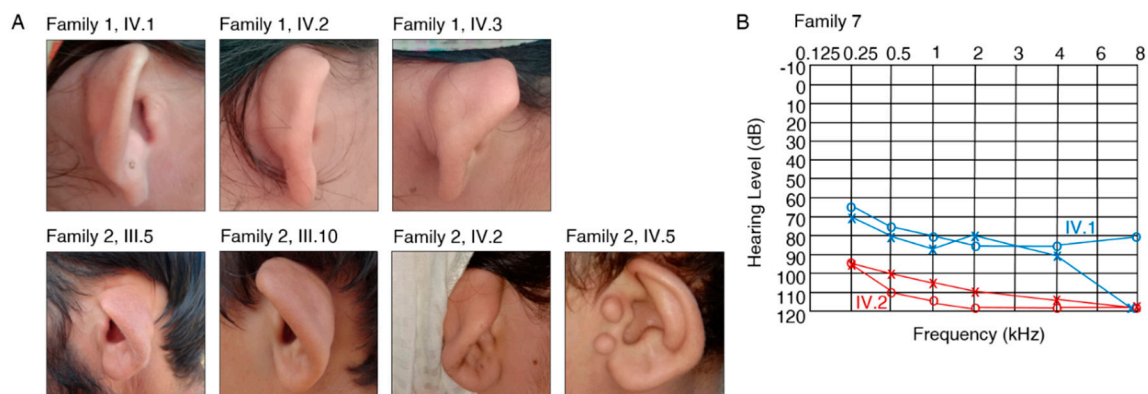 A
Family 1, IV.1
Family 1, IV.2
Family 1, IV.3
Family 2, III.5
Family 2, III.10
Family 2, IV.2
Family 2, IV.5
B
Family 7
0.125 0.25 0.5 1 2 3 4 6 8
-10
0
10
20
30
40
50
60
70
80
90
100
110
120
Hearing Level (dB)
IV.1
IV.2
Frequency (kHz)